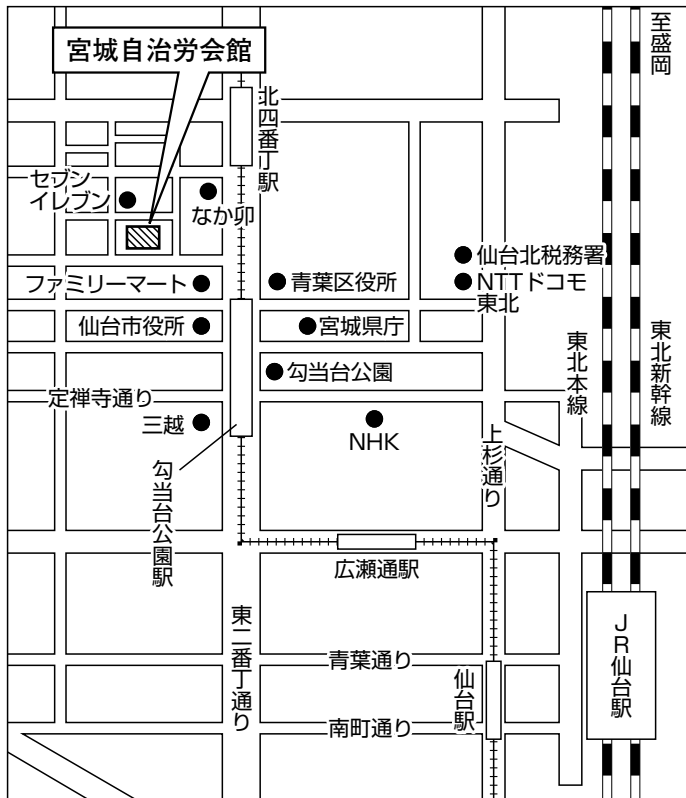 至盛岡
宮城自治労会館
北四番丁駅
セブン
イレブン
なか卯
仙台北税務署
ファミリーマート
青葉区役所
NTTドコモ
東北
仙台市役所
宮城県庁
東北本線
東北新幹線
勾当台公園
定禅寺通り
三越
NHK
上杉通り
勾当台公園駅
広瀬通駅
東二番丁通り
JR仙台駅
青葉通り
仙台駅
南町通り